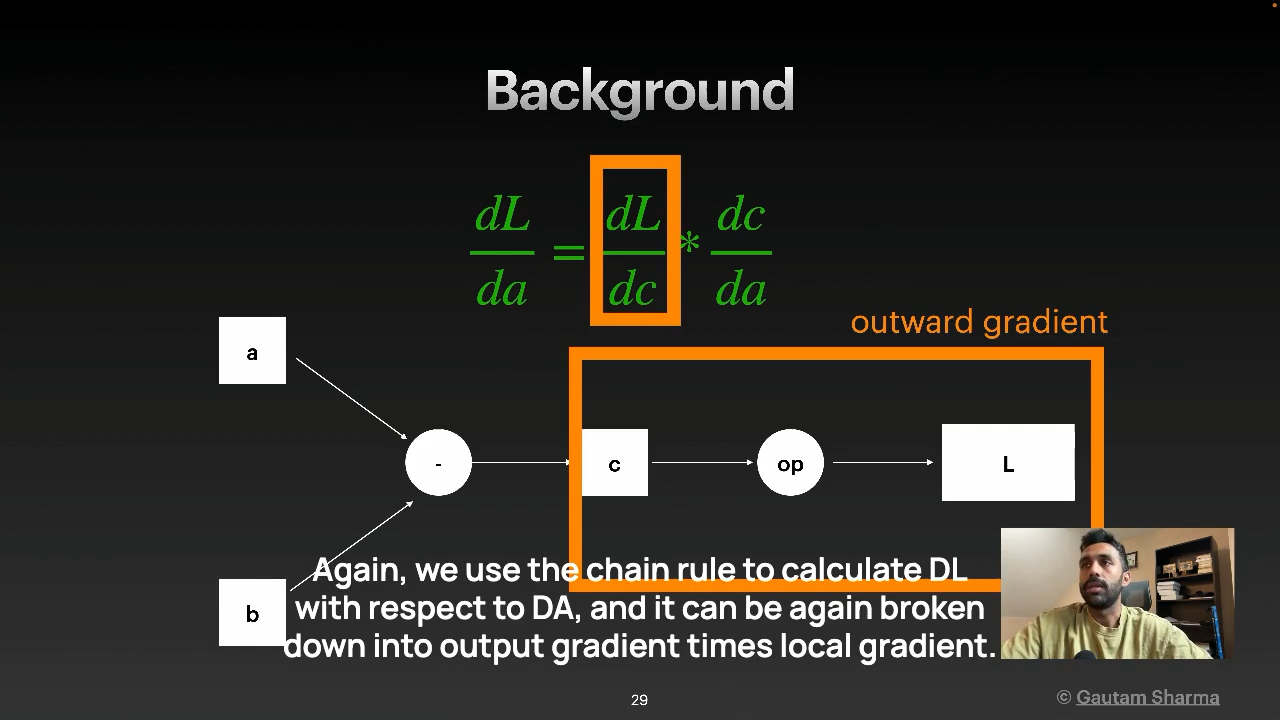 Background
dL/da = dL/dc * dc/da
outward gradient
a
- c op L
b
Again, we use the chain rule to calculate DL
with respect to DA, and it can be again broken
down into output gradient times local gradient.
29
© Gautam Sharma